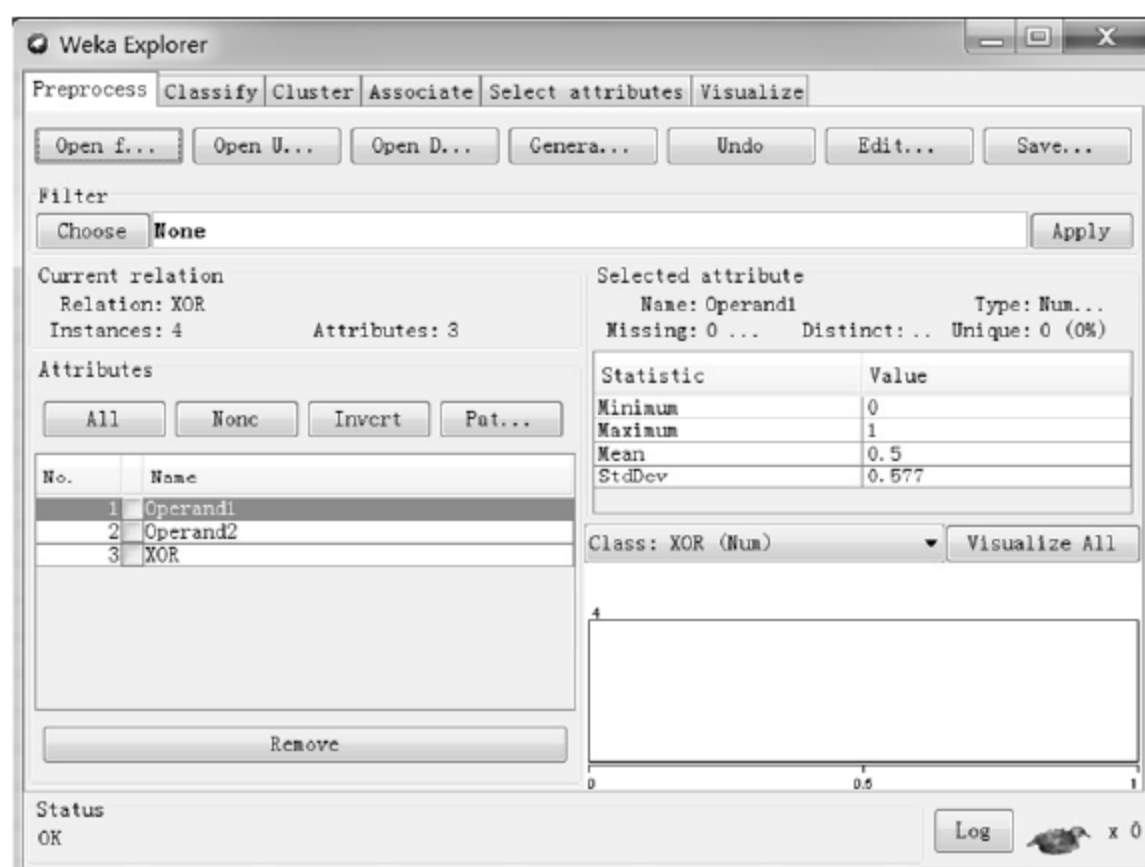 Weka Explorer
Preprocess Classify Cluster Associate Select attributes Visualize
Open f... Open U... Open D... Genera... Undo Edit... Save...
Filter
Choose None Apply
Current relation
Relation: XOR
Instances: 4 Attributes: 3
Selected attribute
Name: Operand1 Type: Num...
Missing: 0 ... Distinct: .. Unique: 0 (0%)
Attributes
All None Invert Pat...
No. Name
1 Operand1
2 Operand2
3 XOR
Remove
Statistic Value
Minimum 0
Maximum 1
Mean 0.5
StdDev 0.577
Class: XOR (Num) Visualize All
4
0 0.5 1
Status
OK
Log x 0